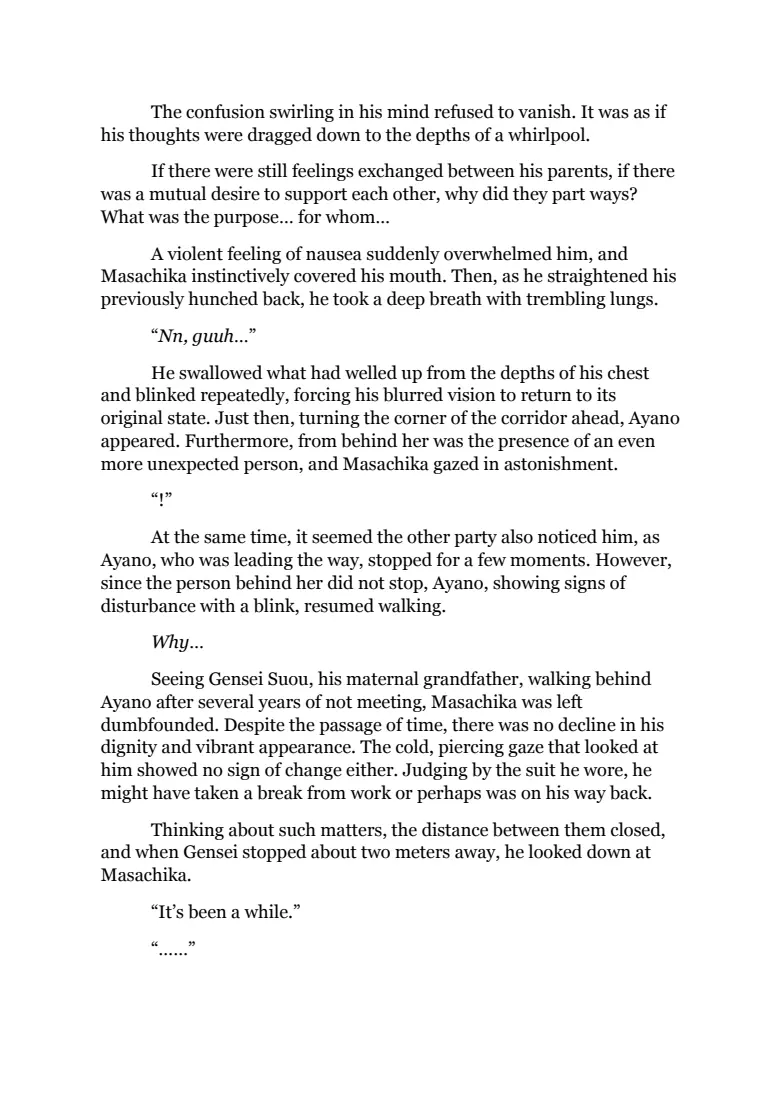 The confusion swirling in his mind refused to vanish. It was as if
his thoughts were dragged down to the depths of a whirlpool.
If there were still feelings exchanged between his parents, if there
was a mutual desire to support each other, why did they part ways?
What was the purpose… for whom…
A violent feeling of nausea suddenly overwhelmed him, and
Masachika instinctively covered his mouth. Then, as he straightened his
previously hunched back, he took a deep breath with trembling lungs.
“Nn, guuh…”
He swallowed what had welled up from the depths of his chest
and blinked repeatedly, forcing his blurred vision to return to its
original state. Just then, turning the corner of the corridor ahead, Ayano
appeared. Furthermore, from behind her was the presence of an even
more unexpected person, and Masachika gazed in astonishment.
“!”
At the same time, it seemed the other party also noticed him, as
Ayano, who was leading the way, stopped for a few moments. However,
since the person behind her did not stop, Ayano, showing signs of
disturbance with a blink, resumed walking.
Why…
Seeing Gensei Suou, his maternal grandfather, walking behind
Ayano after several years of not meeting, Masachika was left
dumbfounded. Despite the passage of time, there was no decline in his
dignity and vibrant appearance. The cold, piercing gaze that looked at
him showed no sign of change either. Judging by the suit he wore, he
might have taken a break from work or perhaps was on his way back.
Thinking about such matters, the distance between them closed,
and when Gensei stopped about two meters away, he looked down at
Masachika.
“It’s been a while.”
“……”